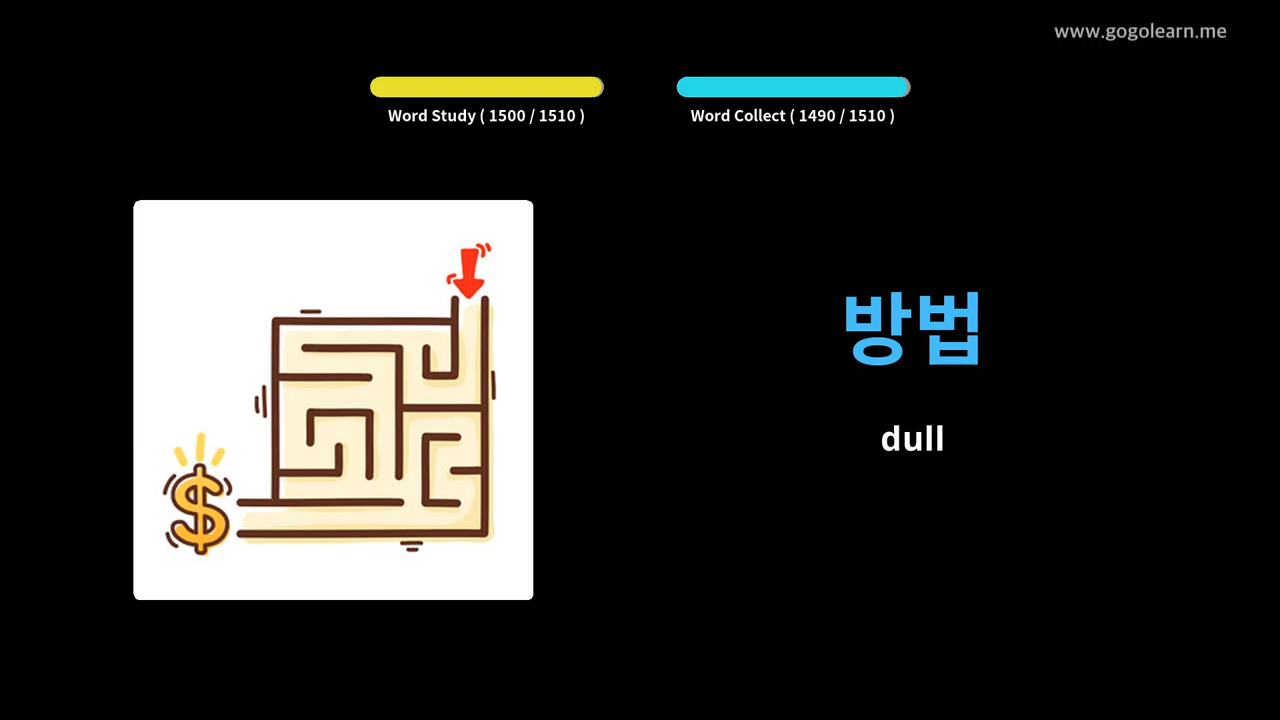 www.gogolearn.me
Word Study ( 1500 / 1510 )
Word Collect ( 1490 / 1510 )
$
방법
dull